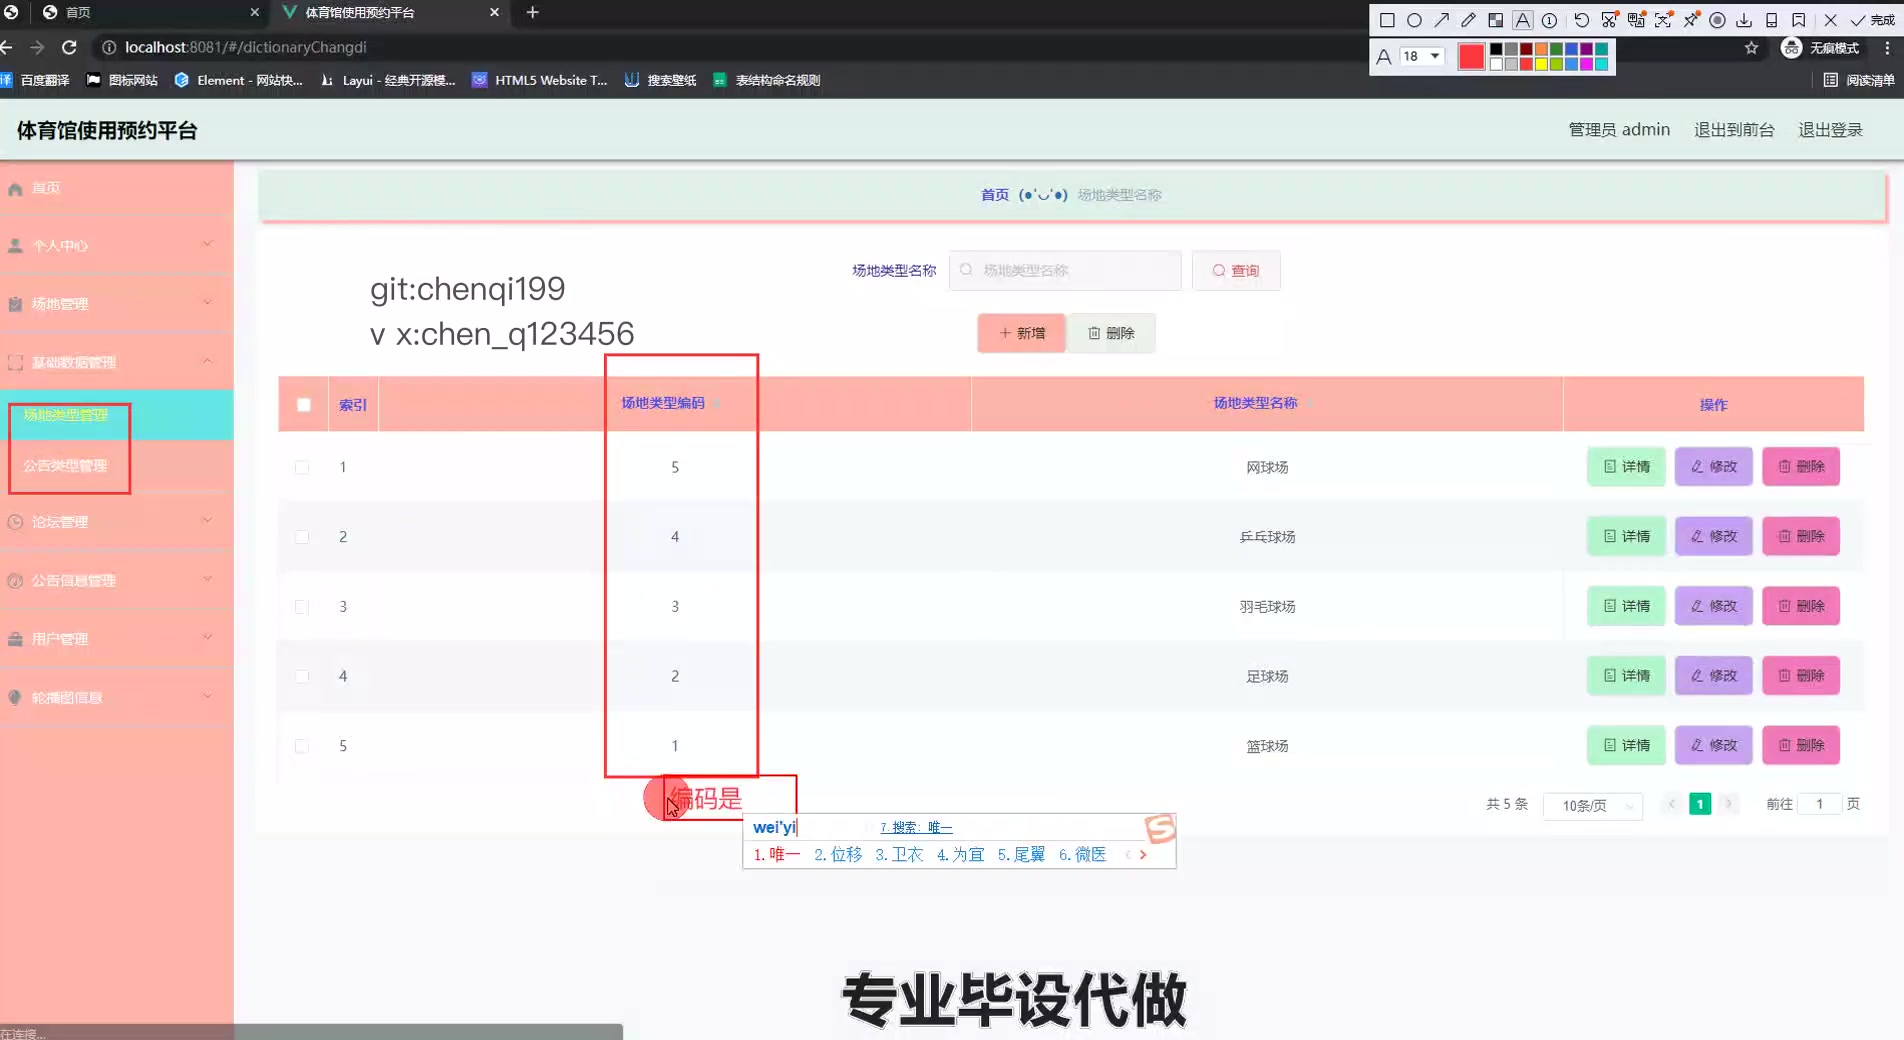 首页
体育馆使用预约平台
完成
localhost:8081/#/dictionaryChangdi
A 18
无痕模式
百度翻译
图标网站
Element - 网站快...
Layui - 经典开源模...
HTML5 Website T...
搜索壁纸
表结构命名规则
阅读清单
体育馆使用预约平台
管理员 admin
退出到前台
退出登录
首页
个人中心
场地管理
基础数据管理
场地类型管理
公告类型管理
论坛管理
公告信息管理
用户管理
轮播图信息
首页 (●'◡'●) 场地类型名称
git:chenqi199
v x:chen_q123456
场地类型名称 场地类型名称 查询
+ 新增 删除
索引 场地类型编码 场地类型名称 操作
1 5 网球场 详情 修改 删除
2 4 乒乓球场 详情 修改 删除
3 3 羽毛球场 详情 修改 删除
4 2 足球场 详情 修改 删除
5 1 篮球场 详情 修改 删除
编码是
共 5 条 10条/页 1 前往 1 页
wei'yi 7.搜索：唯一
1.唯一 2.位移 3.卫衣 4.为宜 5.尾翼 6.微医
专业毕设代做
在连接...